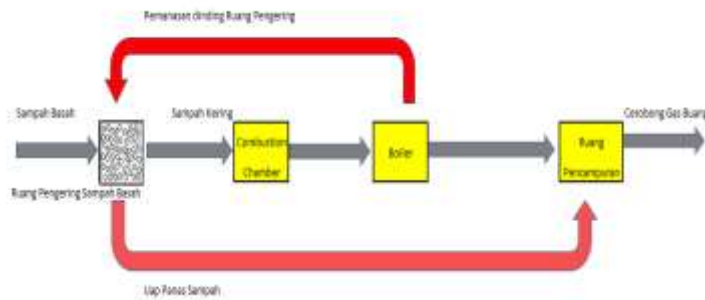 Pemanasan dinding Ruang Pengering
Sampah Basah
Sampah Kering
Cerobong Gas Buang
Combustion
Chamber
Boiler
Ruang
Pencampuran
Ruang Pengering Sampah Basah
Uap Panas Sampah